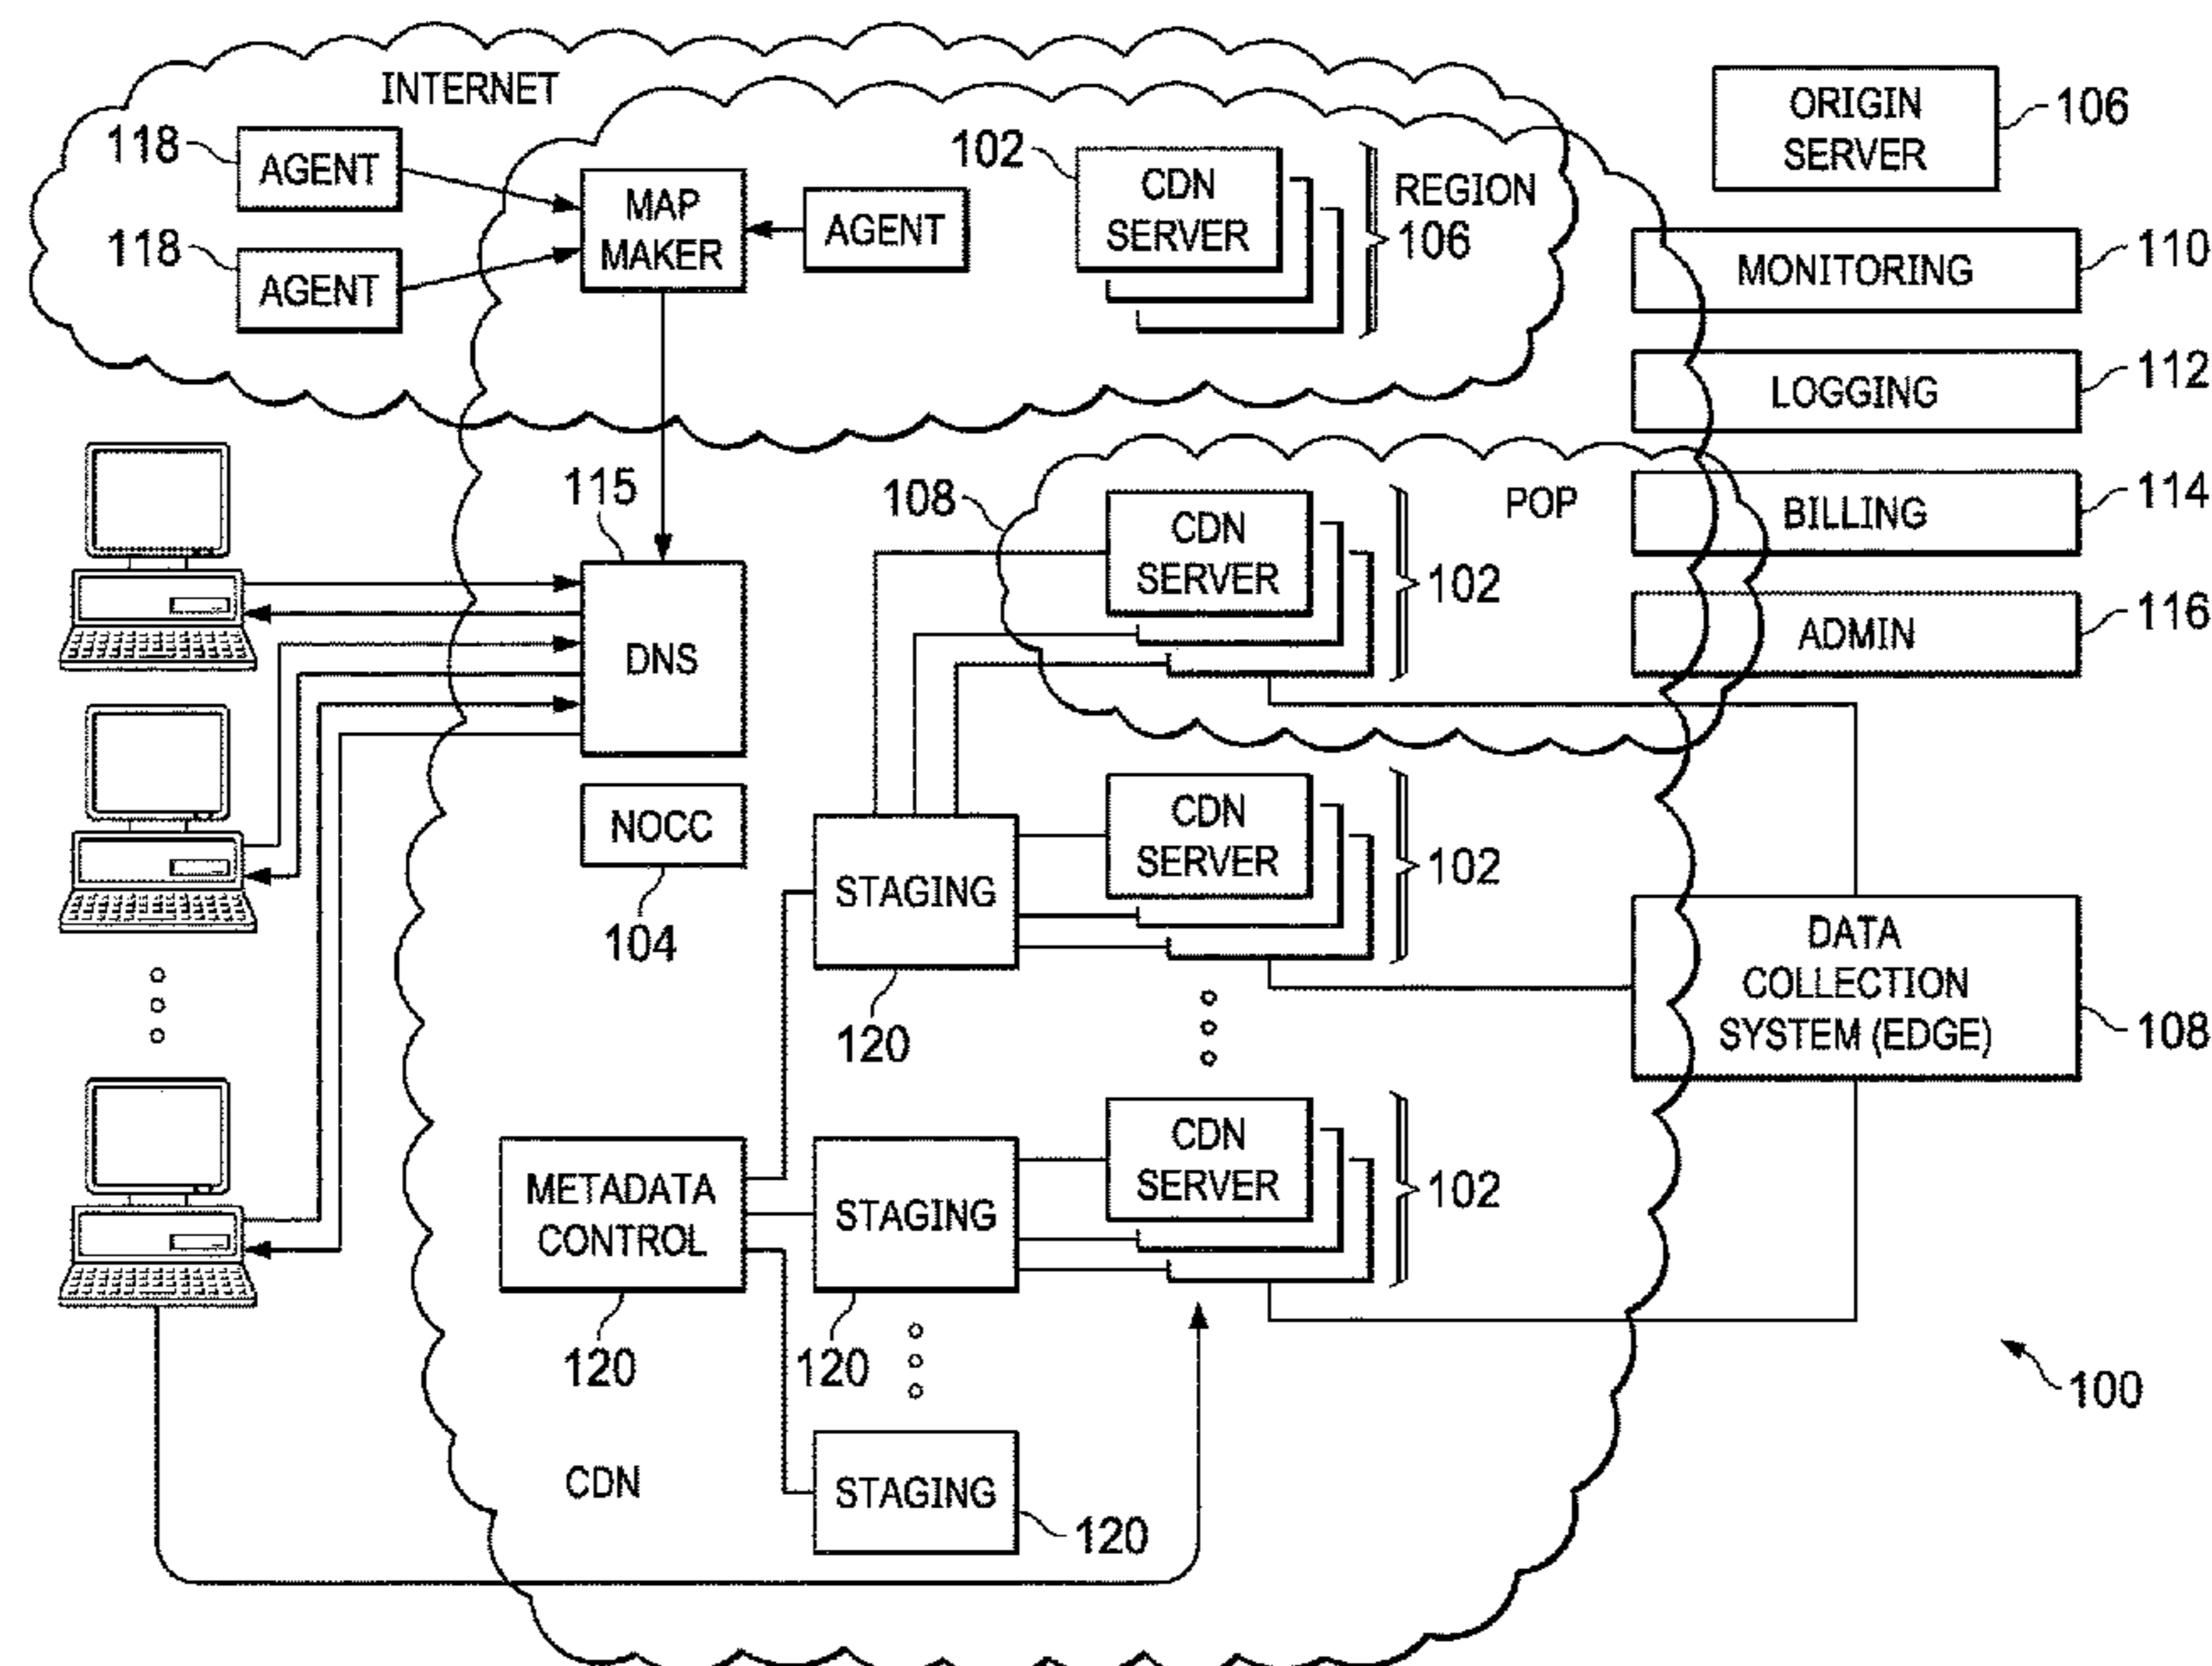 INTERNET
ORIGIN
SERVER
106
118
AGENT
MAP
MAKER
AGENT
102
CDN
SERVER
REGION
106
118
AGENT
MONITORING
110
LOGGING
112
115
DNS
108
CDN
SERVER
102
POP
BILLING
114
ADMIN
116
NOCC
104
STAGING
120
CDN
SERVER
102
DATA
COLLECTION
SYSTEM (EDGE)
108
METADATA
CONTROL
120
STAGING
120
CDN
SERVER
102
100
CDN
STAGING
120